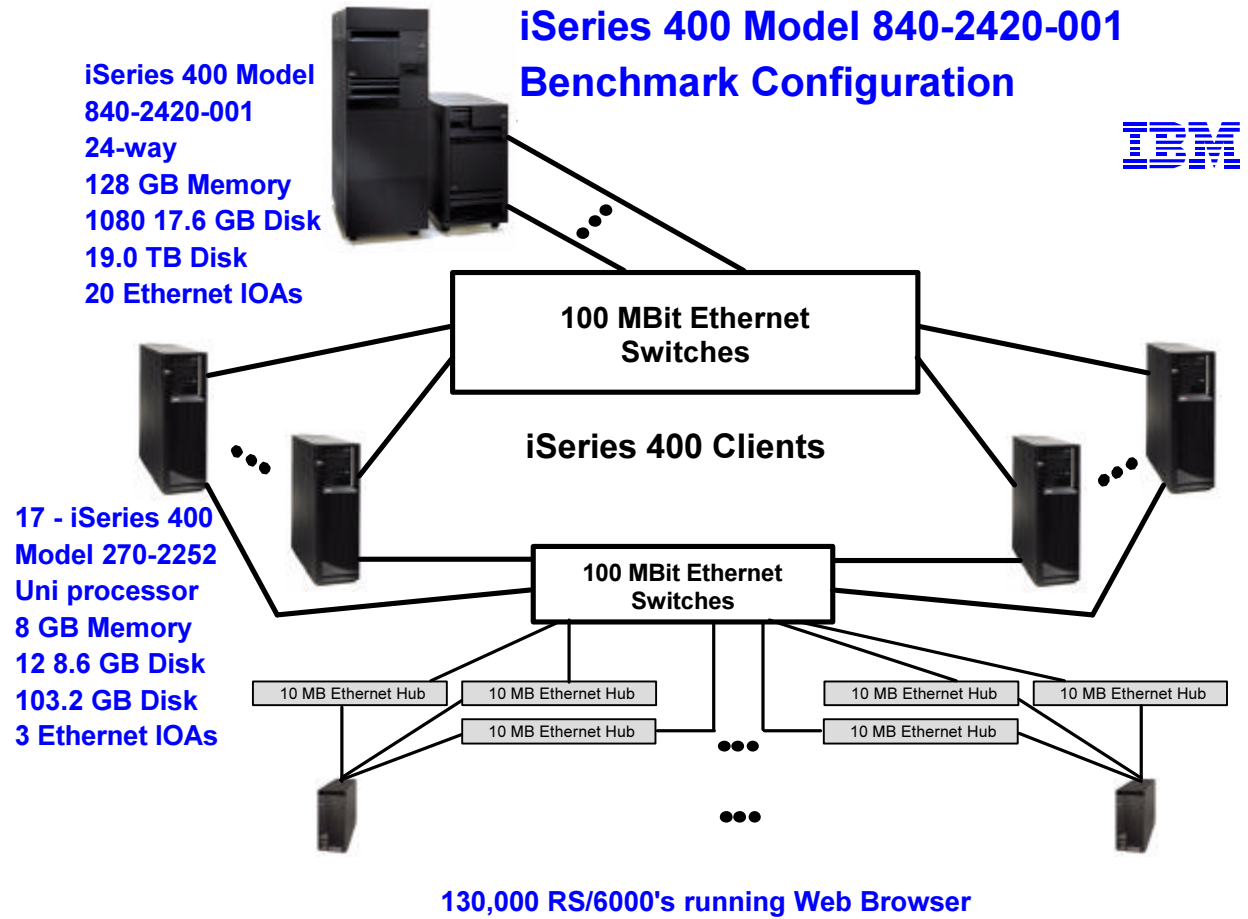 iSeries 400 Model 840-2420-001
Benchmark Configuration
IBM
iSeries 400 Model
840-2420-001
24-way
128 GB Memory
1080 17.6 GB Disk
19.0 TB Disk
20 Ethernet IOAs
100 MBit Ethernet
Switches
iSeries 400 Clients
17 - iSeries 400
Model 270-2252
Uni processor
8 GB Memory
12 8.6 GB Disk
103.2 GB Disk
3 Ethernet IOAs
100 MBit Ethernet
Switches
10 MB Ethernet Hub
10 MB Ethernet Hub
10 MB Ethernet Hub
10 MB Ethernet Hub
10 MB Ethernet Hub
10 MB Ethernet Hub
130,000 RS/6000's running Web Browser